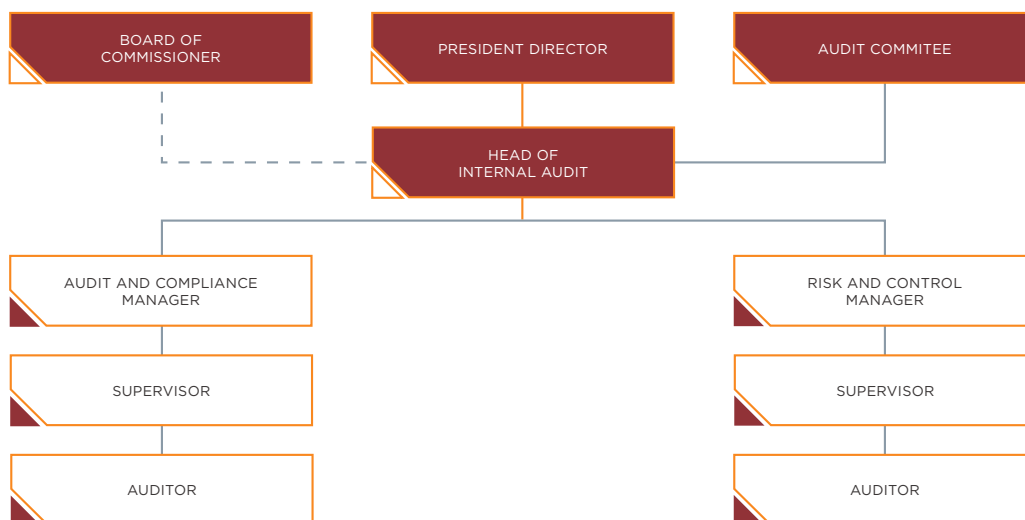 BOARD OF
COMMISSIONER
PRESIDENT DIRECTOR
AUDIT COMMITEE
HEAD OF
INTERNAL AUDIT
AUDIT AND COMPLIANCE
MANAGER
RISK AND CONTROL
MANAGER
SUPERVISOR
SUPERVISOR
AUDITOR
AUDITOR